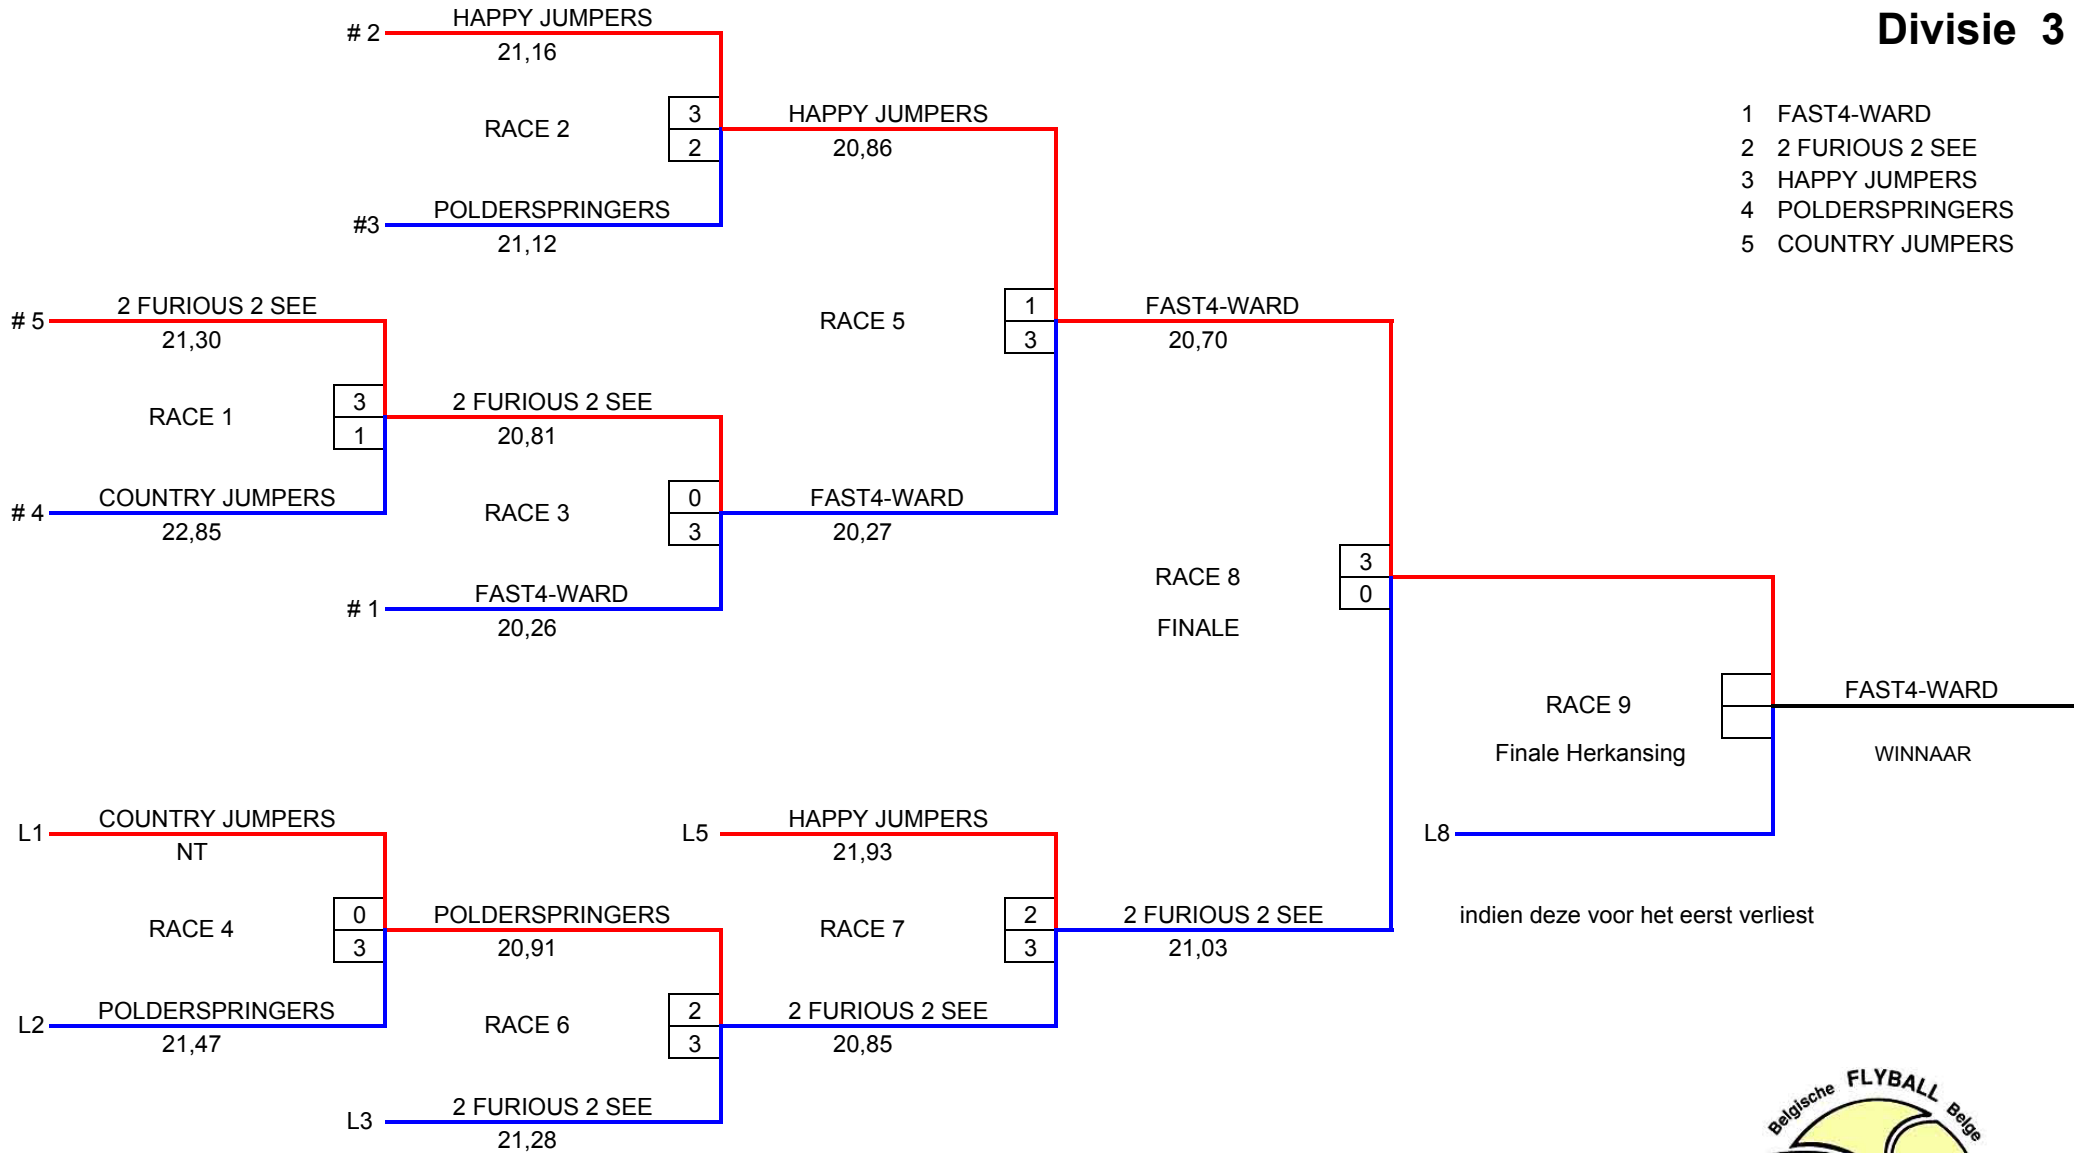 Divisie 3
1 FAST4-WARD
2 2 FURIOUS 2 SEE
3 HAPPY JUMPERS
4 POLDERSPRINGERS
5 COUNTRY JUMPERS
# 2 HAPPY JUMPERS
21,16
RACE 2
3
2
#3 POLDERSPRINGERS
21,12
HAPPY JUMPERS
20,86
# 5 2 FURIOUS 2 SEE
21,30
RACE 1
3
1
# 4 COUNTRY JUMPERS
22,85
2 FURIOUS 2 SEE
20,81
RACE 3
0
3
# 1 FAST4-WARD
20,26
RACE 5
1
3
FAST4-WARD
20,27
FAST4-WARD
20,70
RACE 8
3
0
FINALE
RACE 9
Finale Herkansing
FAST4-WARD
WINNAAR
L1 COUNTRY JUMPERS
NT
RACE 4
0
3
L2 POLDERSPRINGERS
21,47
POLDERSPRINGERS
20,91
RACE 6
2
3
L3 2 FURIOUS 2 SEE
21,28
L5 HAPPY JUMPERS
21,93
RACE 7
2
3
2 FURIOUS 2 SEE
20,85
2 FURIOUS 2 SEE
21,03
L8
indien deze voor het eerst verliest
Belgische FLYBALL Belge